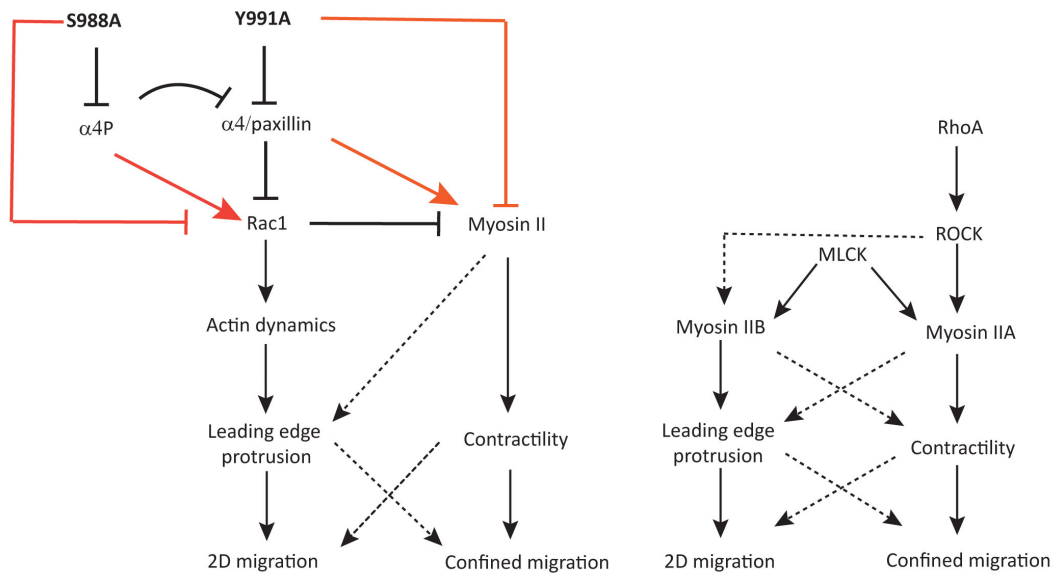 S988A
Y991A
α4P
α4/paxillin
Rac1
Myosin II
Actin dynamics
Leading edge
protrusion
Contractility
2D migration
Confined migration
RhoA
ROCK
MLCK
Myosin IIB
Myosin IIA
Leading edge
protrusion
Contractility
2D migration
Confined migration